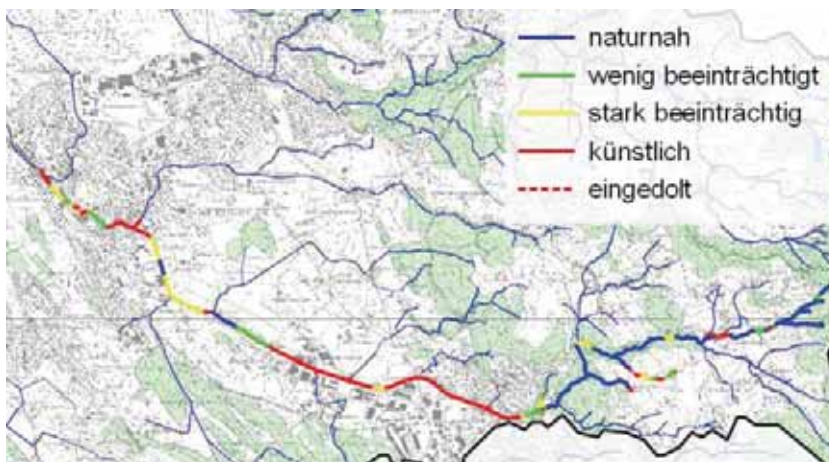 naturnah
wenig beeinträchtigt
stark beeinträchtig
künstlich
eingedolt